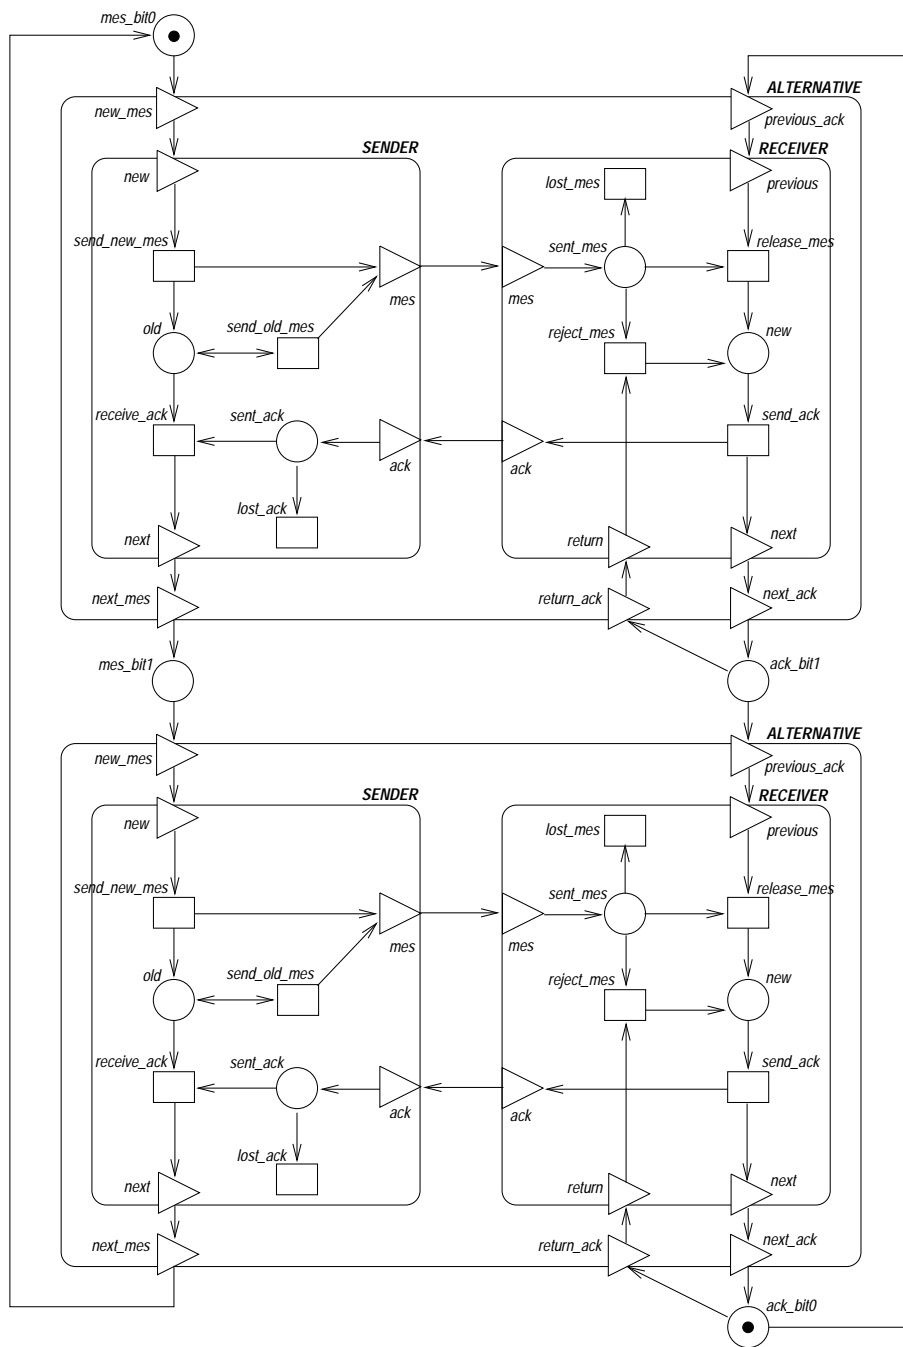 mes_bit0
ALTERNATIVE
new_mes
previous_ack
SENDER
RECEIVER
new
lost_mes
previous
send_new_mes
sent_mes
release_mes
mes
mes
old
send_old_mes
reject_mes
new
receive_ack
sent_ack
send_ack
ack
ack
lost_ack
next
return
next
next_mes
return_ack
next_ack
mes_bit1
ack_bit1
ALTERNATIVE
new_mes
previous_ack
SENDER
RECEIVER
new
lost_mes
previous
send_new_mes
sent_mes
release_mes
mes
mes
old
send_old_mes
reject_mes
new
receive_ack
sent_ack
send_ack
ack
ack
lost_ack
next
return
next
next_mes
return_ack
next_ack
ack_bit0